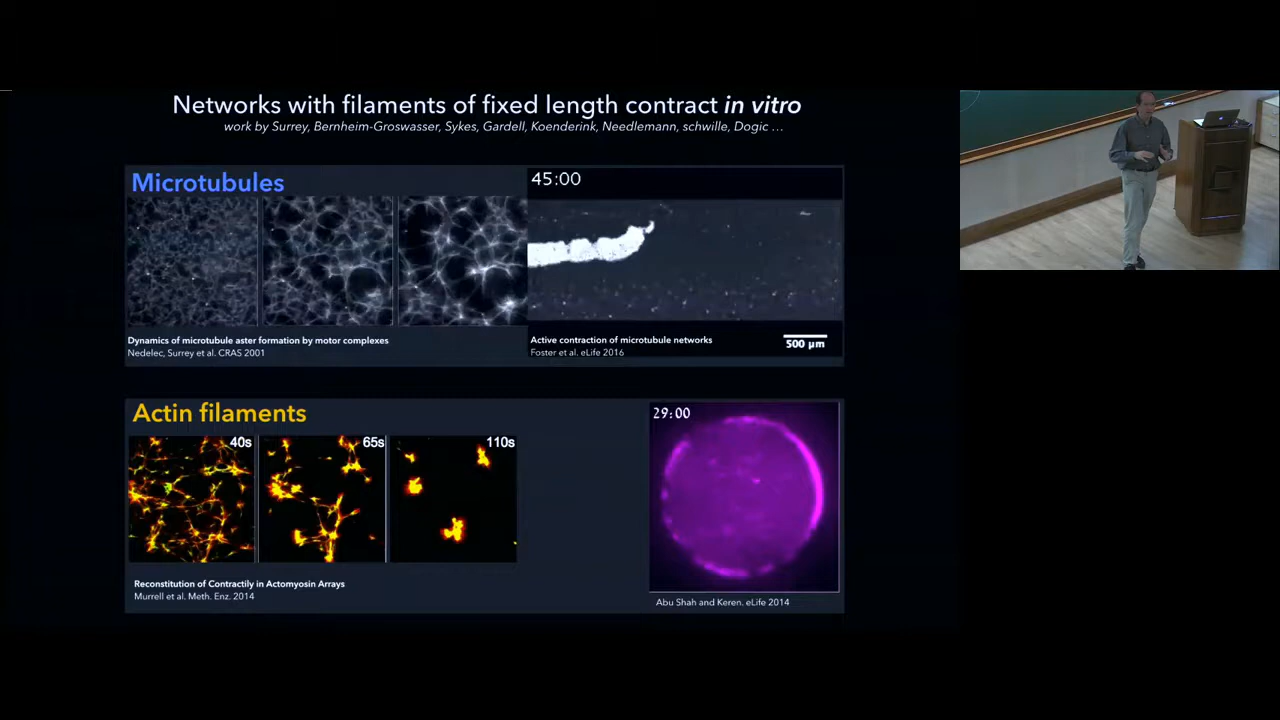 Networks with filaments of fixed length contract in vitro
work by Surrey, Bernheim-Groswasser, Sykes, Gardell, Koenderink, Needlemann, schwille, Dogic ...
Microtubules
45:00
Dynamics of microtubule aster formation by motor complexes
Nedelec, Surrey et al. CRAS 2001
Active contraction of microtubule networks
Foster et al. eLife 2016
500 µm
Actin filaments
40s
65s
110s
29:00
Reconstitution of Contractily in Actomyosin Arrays
Murrell et al. Meth. Enz. 2014
Abu Shah and Keren. eLife 2014